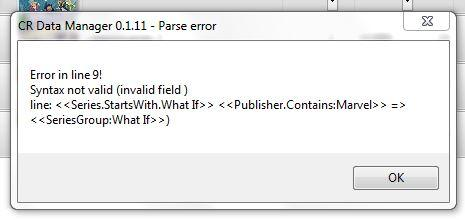 CR Data Manager 0.1.11 - Parse error
Error in line 9!
Syntax not valid (invalid field )
line: <<Series.StartsWith.What If>> <<Publisher.Contains:Marvel>> =>
<<SeriesGroup:What If>>)
OK